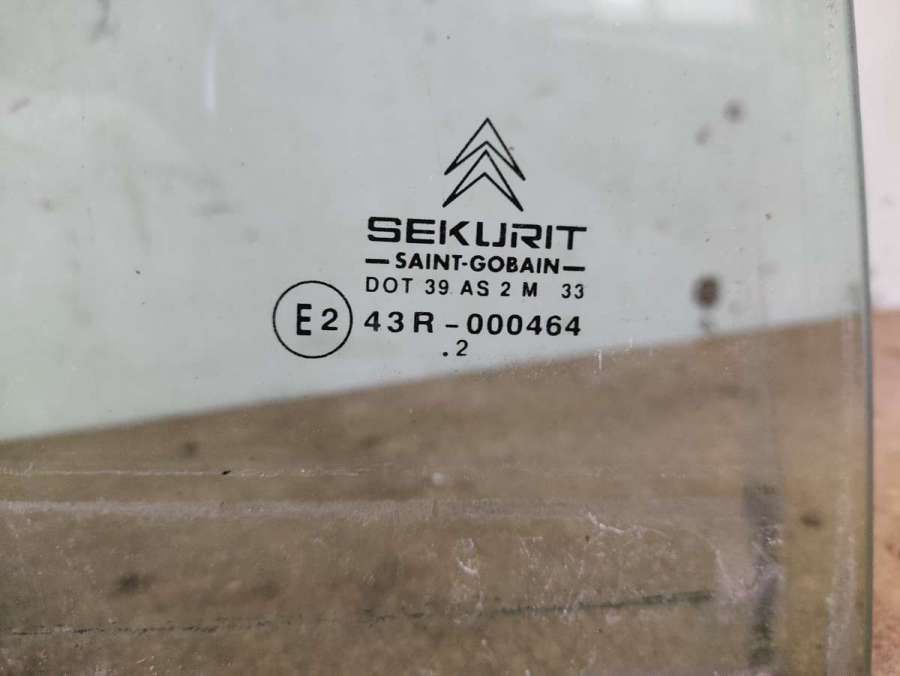 SEKURIT
—SAINT-GOBAIN—
DOT 39 AS 2 M 33
E2 43R-000464
.2